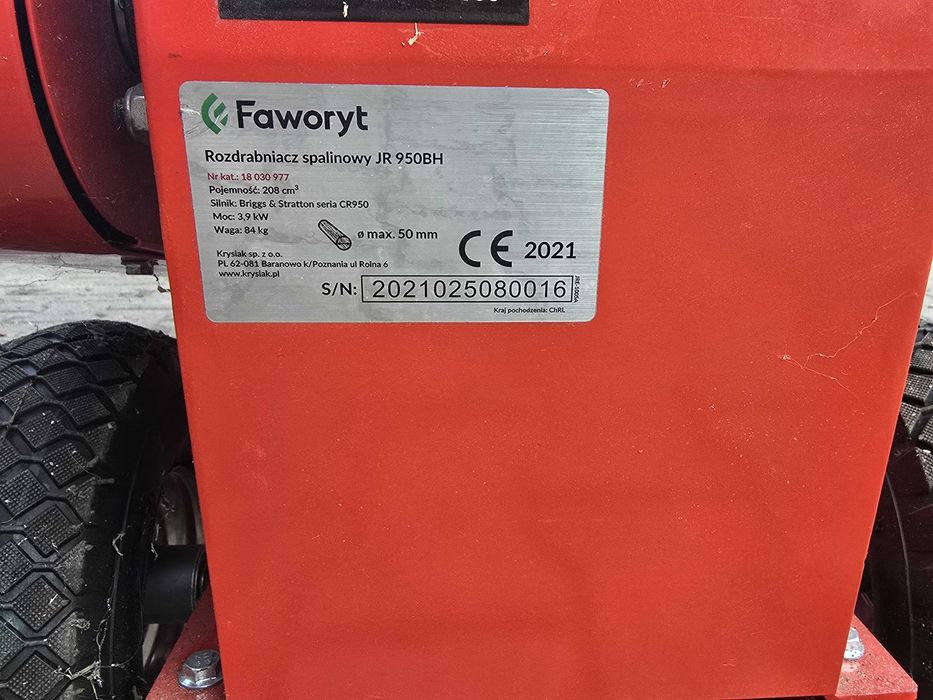 Faworyt
Rozdrabniacz spalinowy JR 950BH
Nr kat.: 18 030 977
Pojemność: 208 cm³
Silnik: Briggs & Stratton seria CR950
Moc: 3,9 kW
Waga: 84 kg
ø max. 50 mm
CE 2021
Krysiak sp. z o.o.
PL 62-081 Baranowo k/Poznania ul Rolna 6
www.krysiak.pl
S/N: 2021025080016
JRE-1005A
Kraj pochodzenia: ChRL